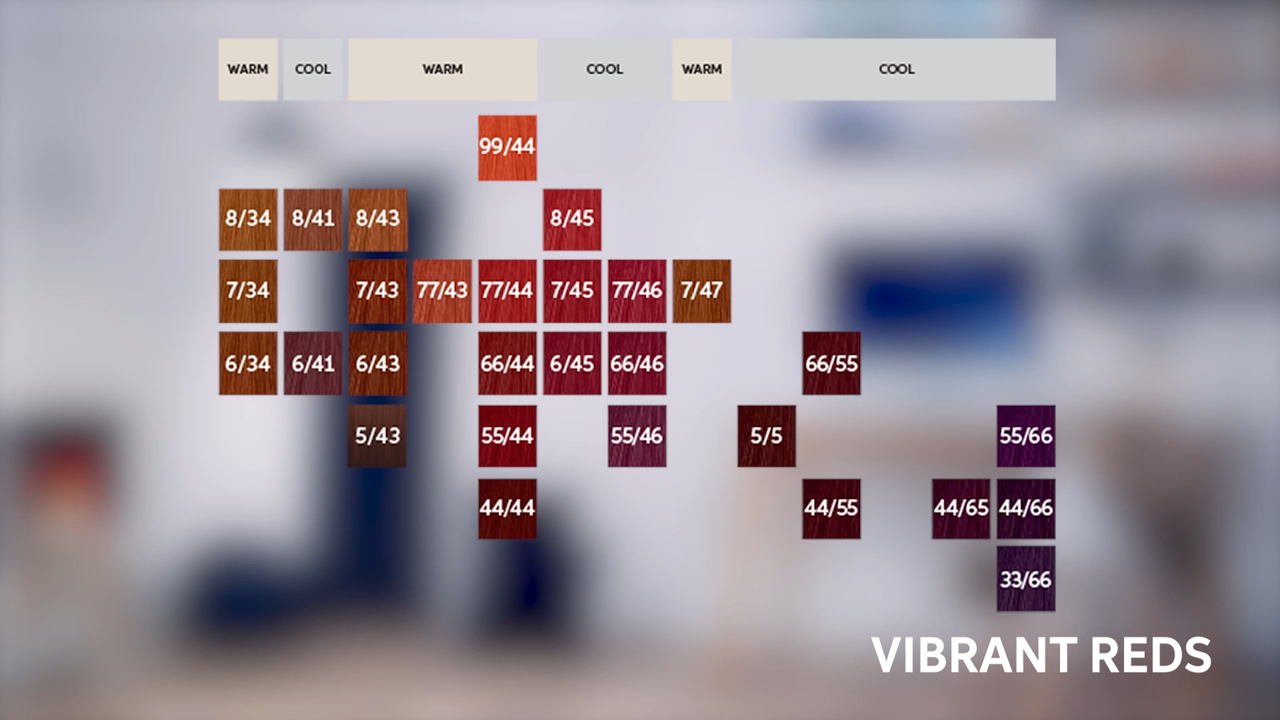 WARM COOL WARM COOL WARM COOL
99/44
8/34 8/41 8/43 8/45
7/34 7/43 77/43 77/44 7/45 77/46 7/47
6/34 6/41 6/43 66/44 6/45 66/46 66/55
5/43 55/44 55/46 5/5 55/66
44/44 44/55 44/65 44/66
33/66
VIBRANT REDS